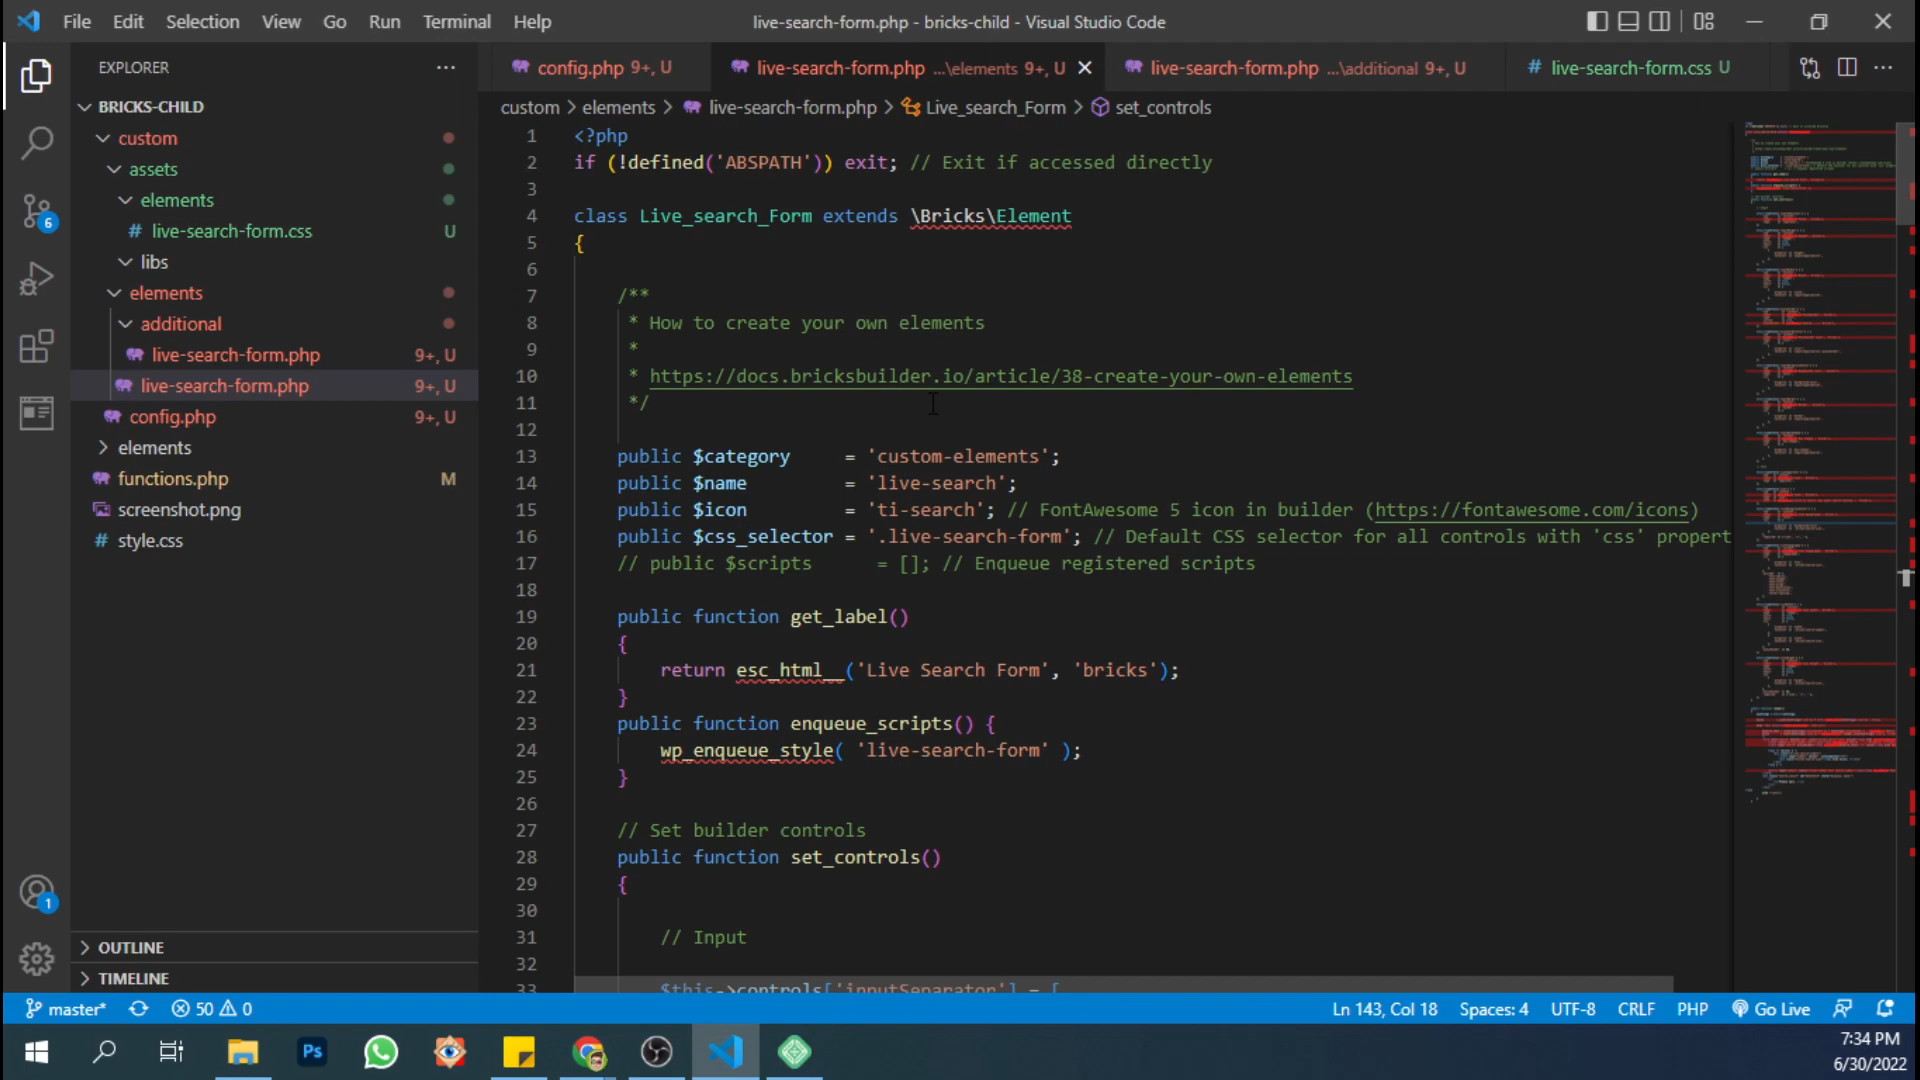 File Edit Selection View Go Run Terminal Help
live-search-form.php - bricks-child - Visual Studio Code
EXPLORER
config.php 9+, U
live-search-form.php ...\elements 9+, U
live-search-form.php ...\additional 9+, U
# live-search-form.css U
custom > elements > live-search-form.php > Live_search_Form > set_controls
BRICKS-CHILD
custom
assets
elements
# live-search-form.css U
libs
elements
additional
live-search-form.php 9+, U
live-search-form.php 9+, U
config.php 9+, U
elements
functions.php M
screenshot.png
# style.css
OUTLINE
TIMELINE
6
1
1 <?php
2 if (!defined('ABSPATH')) exit; // Exit if accessed directly
3
4 class Live_search_Form extends \Bricks\Element
5 {
6
7 /**
8 * How to create your own elements
9 *
10 * https://docs.bricksbuilder.io/article/38-create-your-own-elements
11 */
12
13 public $category = 'custom-elements';
14 public $name = 'live-search';
15 public $icon = 'ti-search'; // FontAwesome 5 icon in builder (https://fontawesome.com/icons)
16 public $css_selector = '.live-search-form'; // Default CSS selector for all controls with 'css' propert
17 // public $scripts = []; // Enqueue registered scripts
18
19 public function get_label()
20 {
21 return esc_html__('Live Search Form', 'bricks');
22 }
23 public function enqueue_scripts() {
24 wp_enqueue_style( 'live-search-form' );
25 }
26
27 // Set builder controls
28 public function set_controls()
29 {
30
31 // Input
32
33 $this->controls['inputSeparator'] = [
master* 50 0
Ln 143, Col 18 Spaces: 4 UTF-8 CRLF PHP Go Live
Ps
7:34 PM
6/30/2022